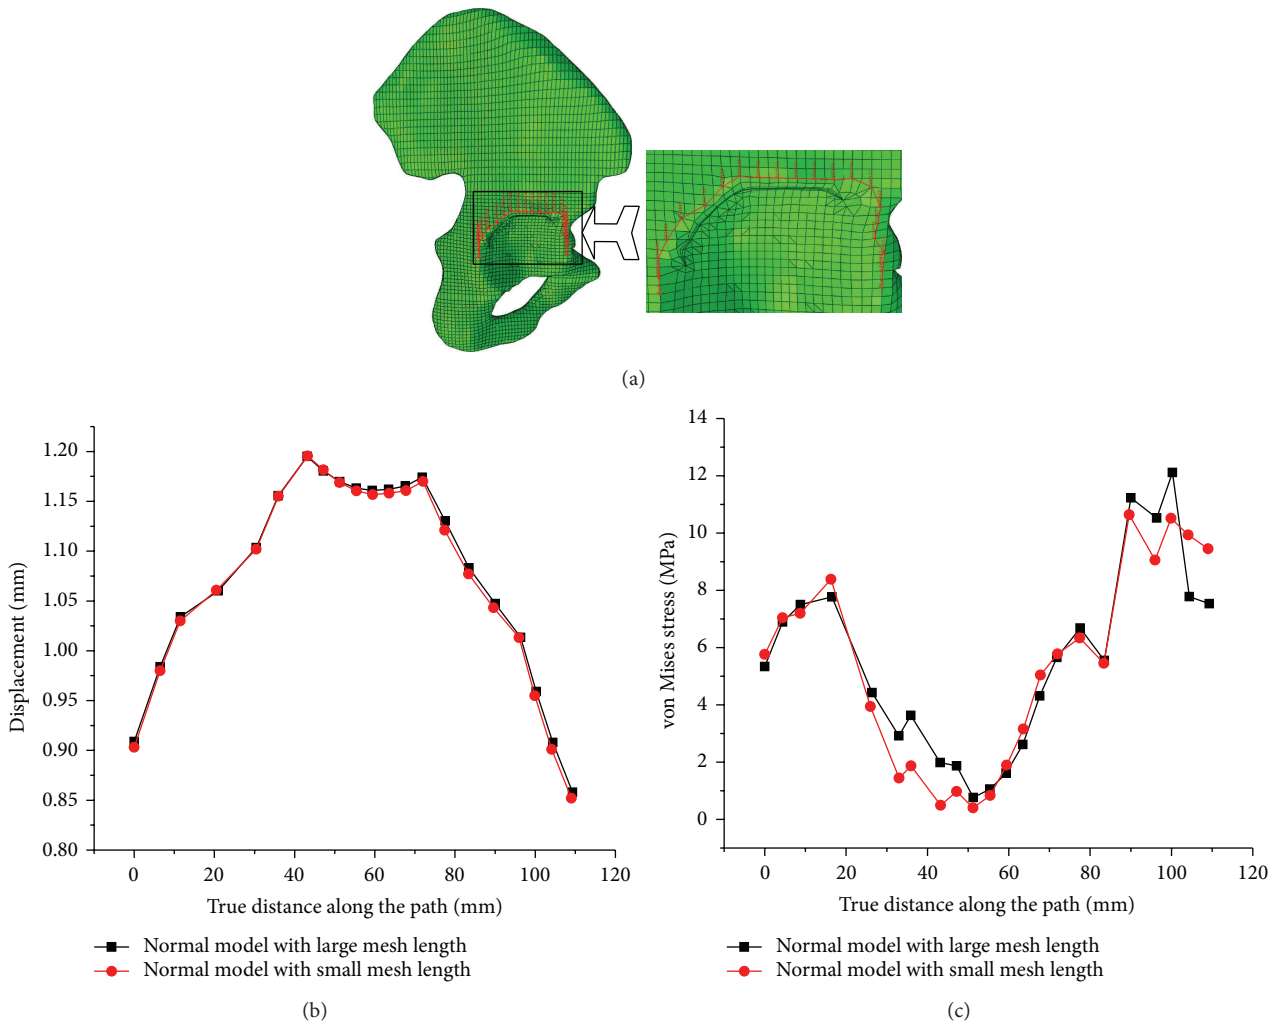 (a)
1.20
1.15
1.10
1.05
1.00
0.95
0.90
0.85
0.80
Displacement (mm)
0 20 40 60 80 100 120
True distance along the path (mm)
Normal model with large mesh length
Normal model with small mesh length
(b)
14
12
10
8
6
4
2
0
von Mises stress (MPa)
0 20 40 60 80 100 120
True distance along the path (mm)
Normal model with large mesh length
Normal model with small mesh length
(c)